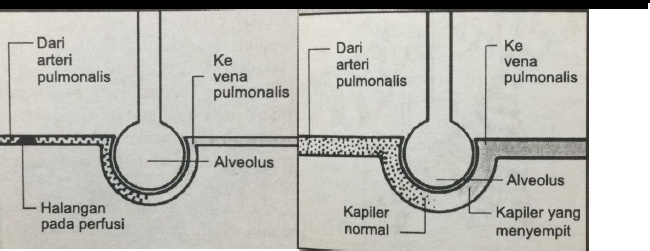 Dari
arteri
pulmonalis
Ke
vena
pulmonalis
Alveolus
Halangan
pada perfusi
Dari
arteri
pulmonalis
Ke
vena
pulmonalis
Alveolus
Kapiler
normal
Kapiler yang
menyempit